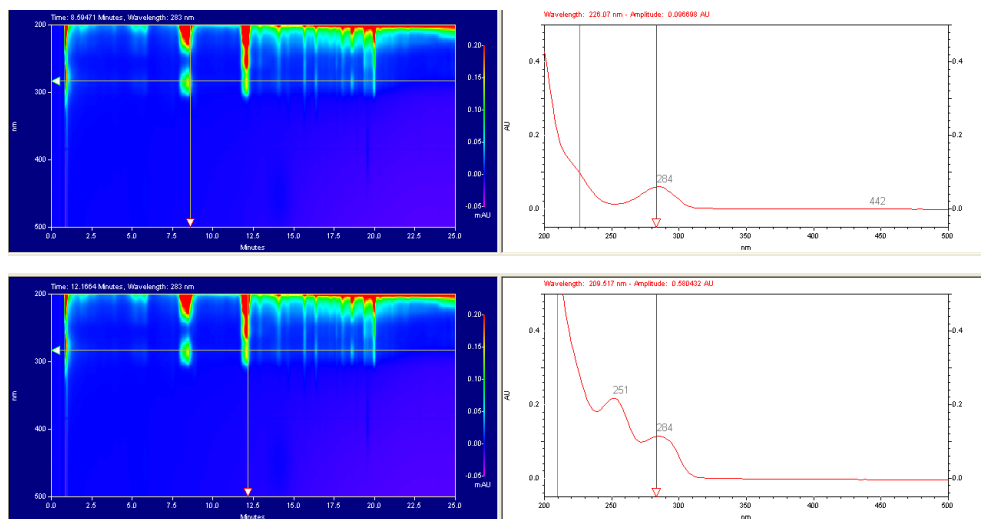 Time: 8.59471 Minutes, Wavelength: 283 nm
200
300
400
500
nm
0.0 2.5 5.0 7.5 10.0 12.5 15.0 17.5 20.0 22.5 25.0
Minutes
0.20
0.15
0.10
0.05
0.00
-0.05
mAU
Wavelength: 226.07 nm - Amplitude: 0.096698 AU
0.4
0.2
0.0
AU
284
442
0.4
0.2
0.0
200 250 300 350 400 450 500
nm
Time: 12.1664 Minutes, Wavelength: 283 nm
200
300
400
500
nm
0.0 2.5 5.0 7.5 10.0 12.5 15.0 17.5 20.0 22.5 25.0
Minutes
0.20
0.15
0.10
0.05
0.00
-0.05
mAU
Wavelength: 209.517 nm - Amplitude: 0.580432 AU
0.4
0.2
0.0
AU
251
284
0.4
0.2
0.0
200 250 300 350 400 450 500
nm